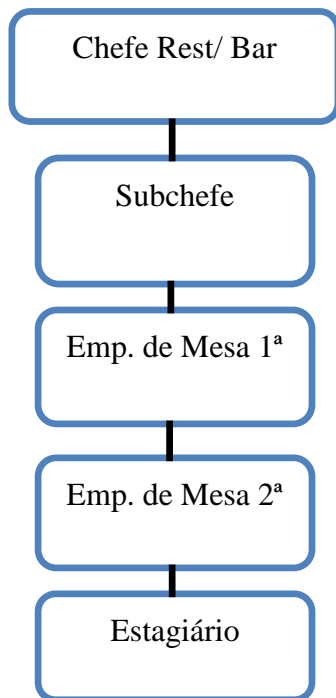 Chefe Rest/ Bar
Subchefe
Emp. de Mesa 1ª
Emp. de Mesa 2ª
Estagiário